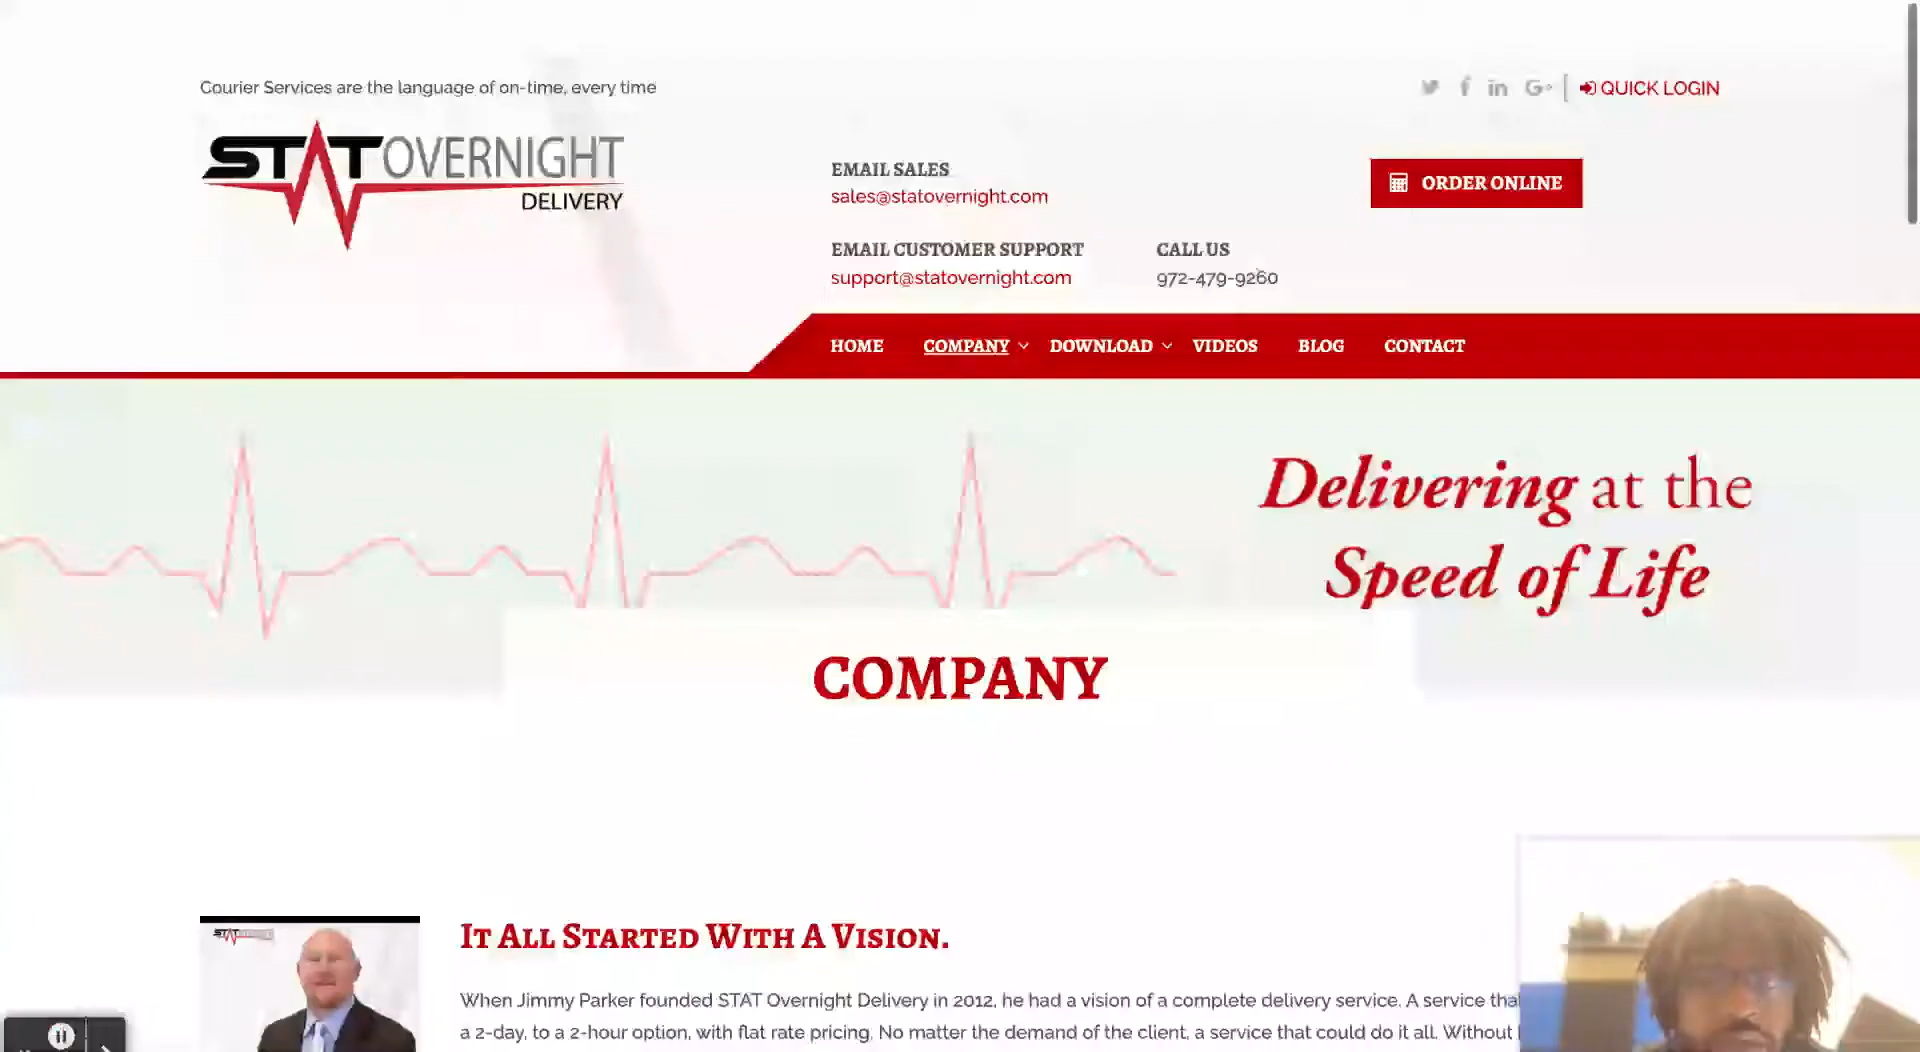 Courier Services are the language of on-time, every time
QUICK LOGIN
STAT OVERNIGHT
DELIVERY
EMAIL SALES
sales@statovernight.com
ORDER ONLINE
EMAIL CUSTOMER SUPPORT
support@statovernight.com
CALL US
972-479-9260
HOME COMPANY DOWNLOAD VIDEOS BLOG CONTACT
Delivering at the
Speed of Life
COMPANY
IT ALL STARTED WITH A VISION.
When Jimmy Parker founded STAT Overnight Delivery in 2012, he had a vision of a complete delivery service. A service
a 2-day, to a 2-hour option, with flat rate pricing. No matter the demand of the client, a service that could do it all. Without